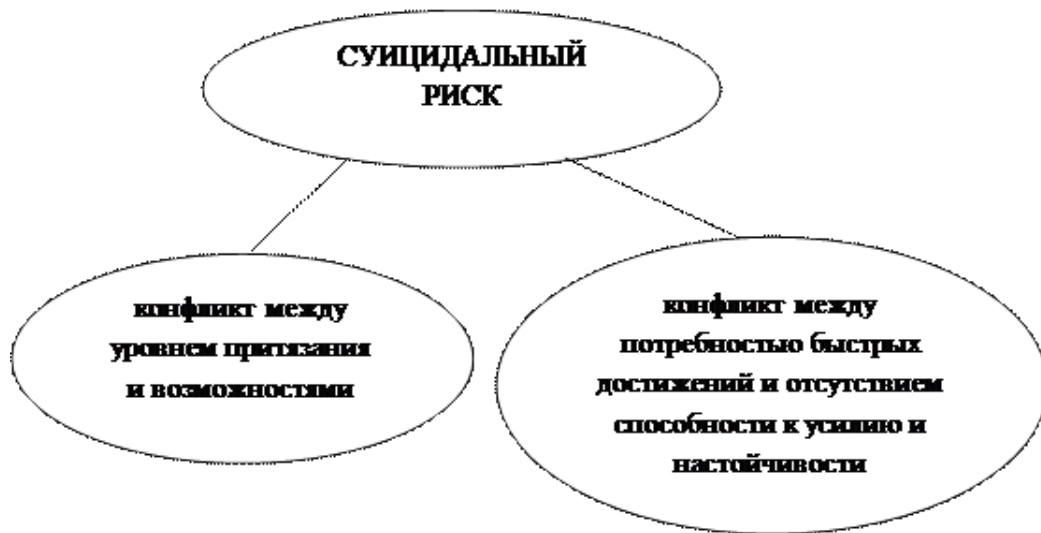 СУИЦИДАЛЬНЫЙ
РИСК
конфликт между
уровнем притязания
и возможностями
конфликт между
потребностью быстрых
достижений и отсутствием
способности к усилию и
настойчивости